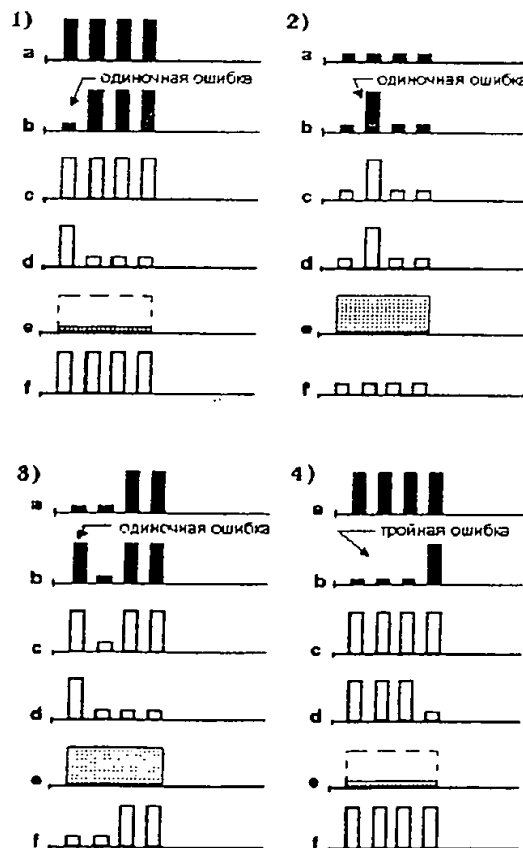 1)
a
одиночная ошибка
b
c
d
e
f
2)
a
одиночная ошибка
b
c
d
e
f
3)
a
одиночная ошибка
b
c
d
e
f
4)
a
тройная ошибка
b
c
d
e
f